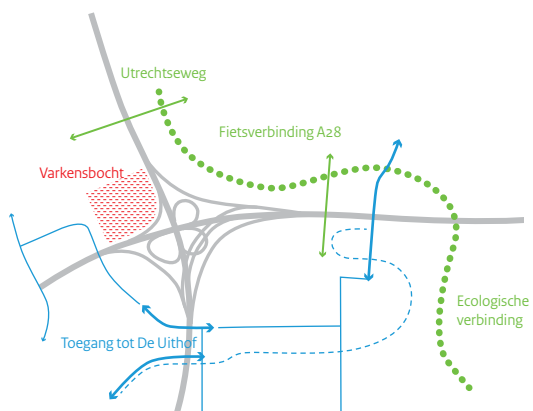 Utrechtseweg
Fietsverbinding A28
Varkensbocht
Ecologische
verbinding
Toegang tot De Uithof